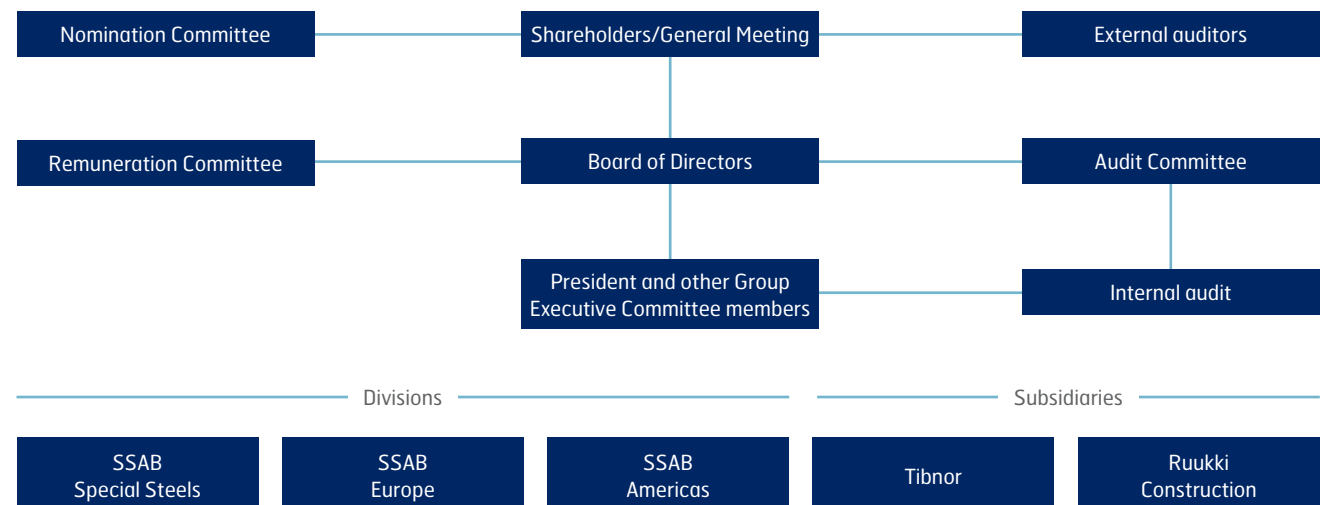 Nomination Committee
Shareholders/General Meeting
External auditors
Remuneration Committee
Board of Directors
Audit Committee
President and other Group
Executive Committee members
Internal audit
Divisions
Subsidiaries
SSAB
Special Steels
SSAB
Europe
SSAB
Americas
Tibnor
Ruukki
Construction